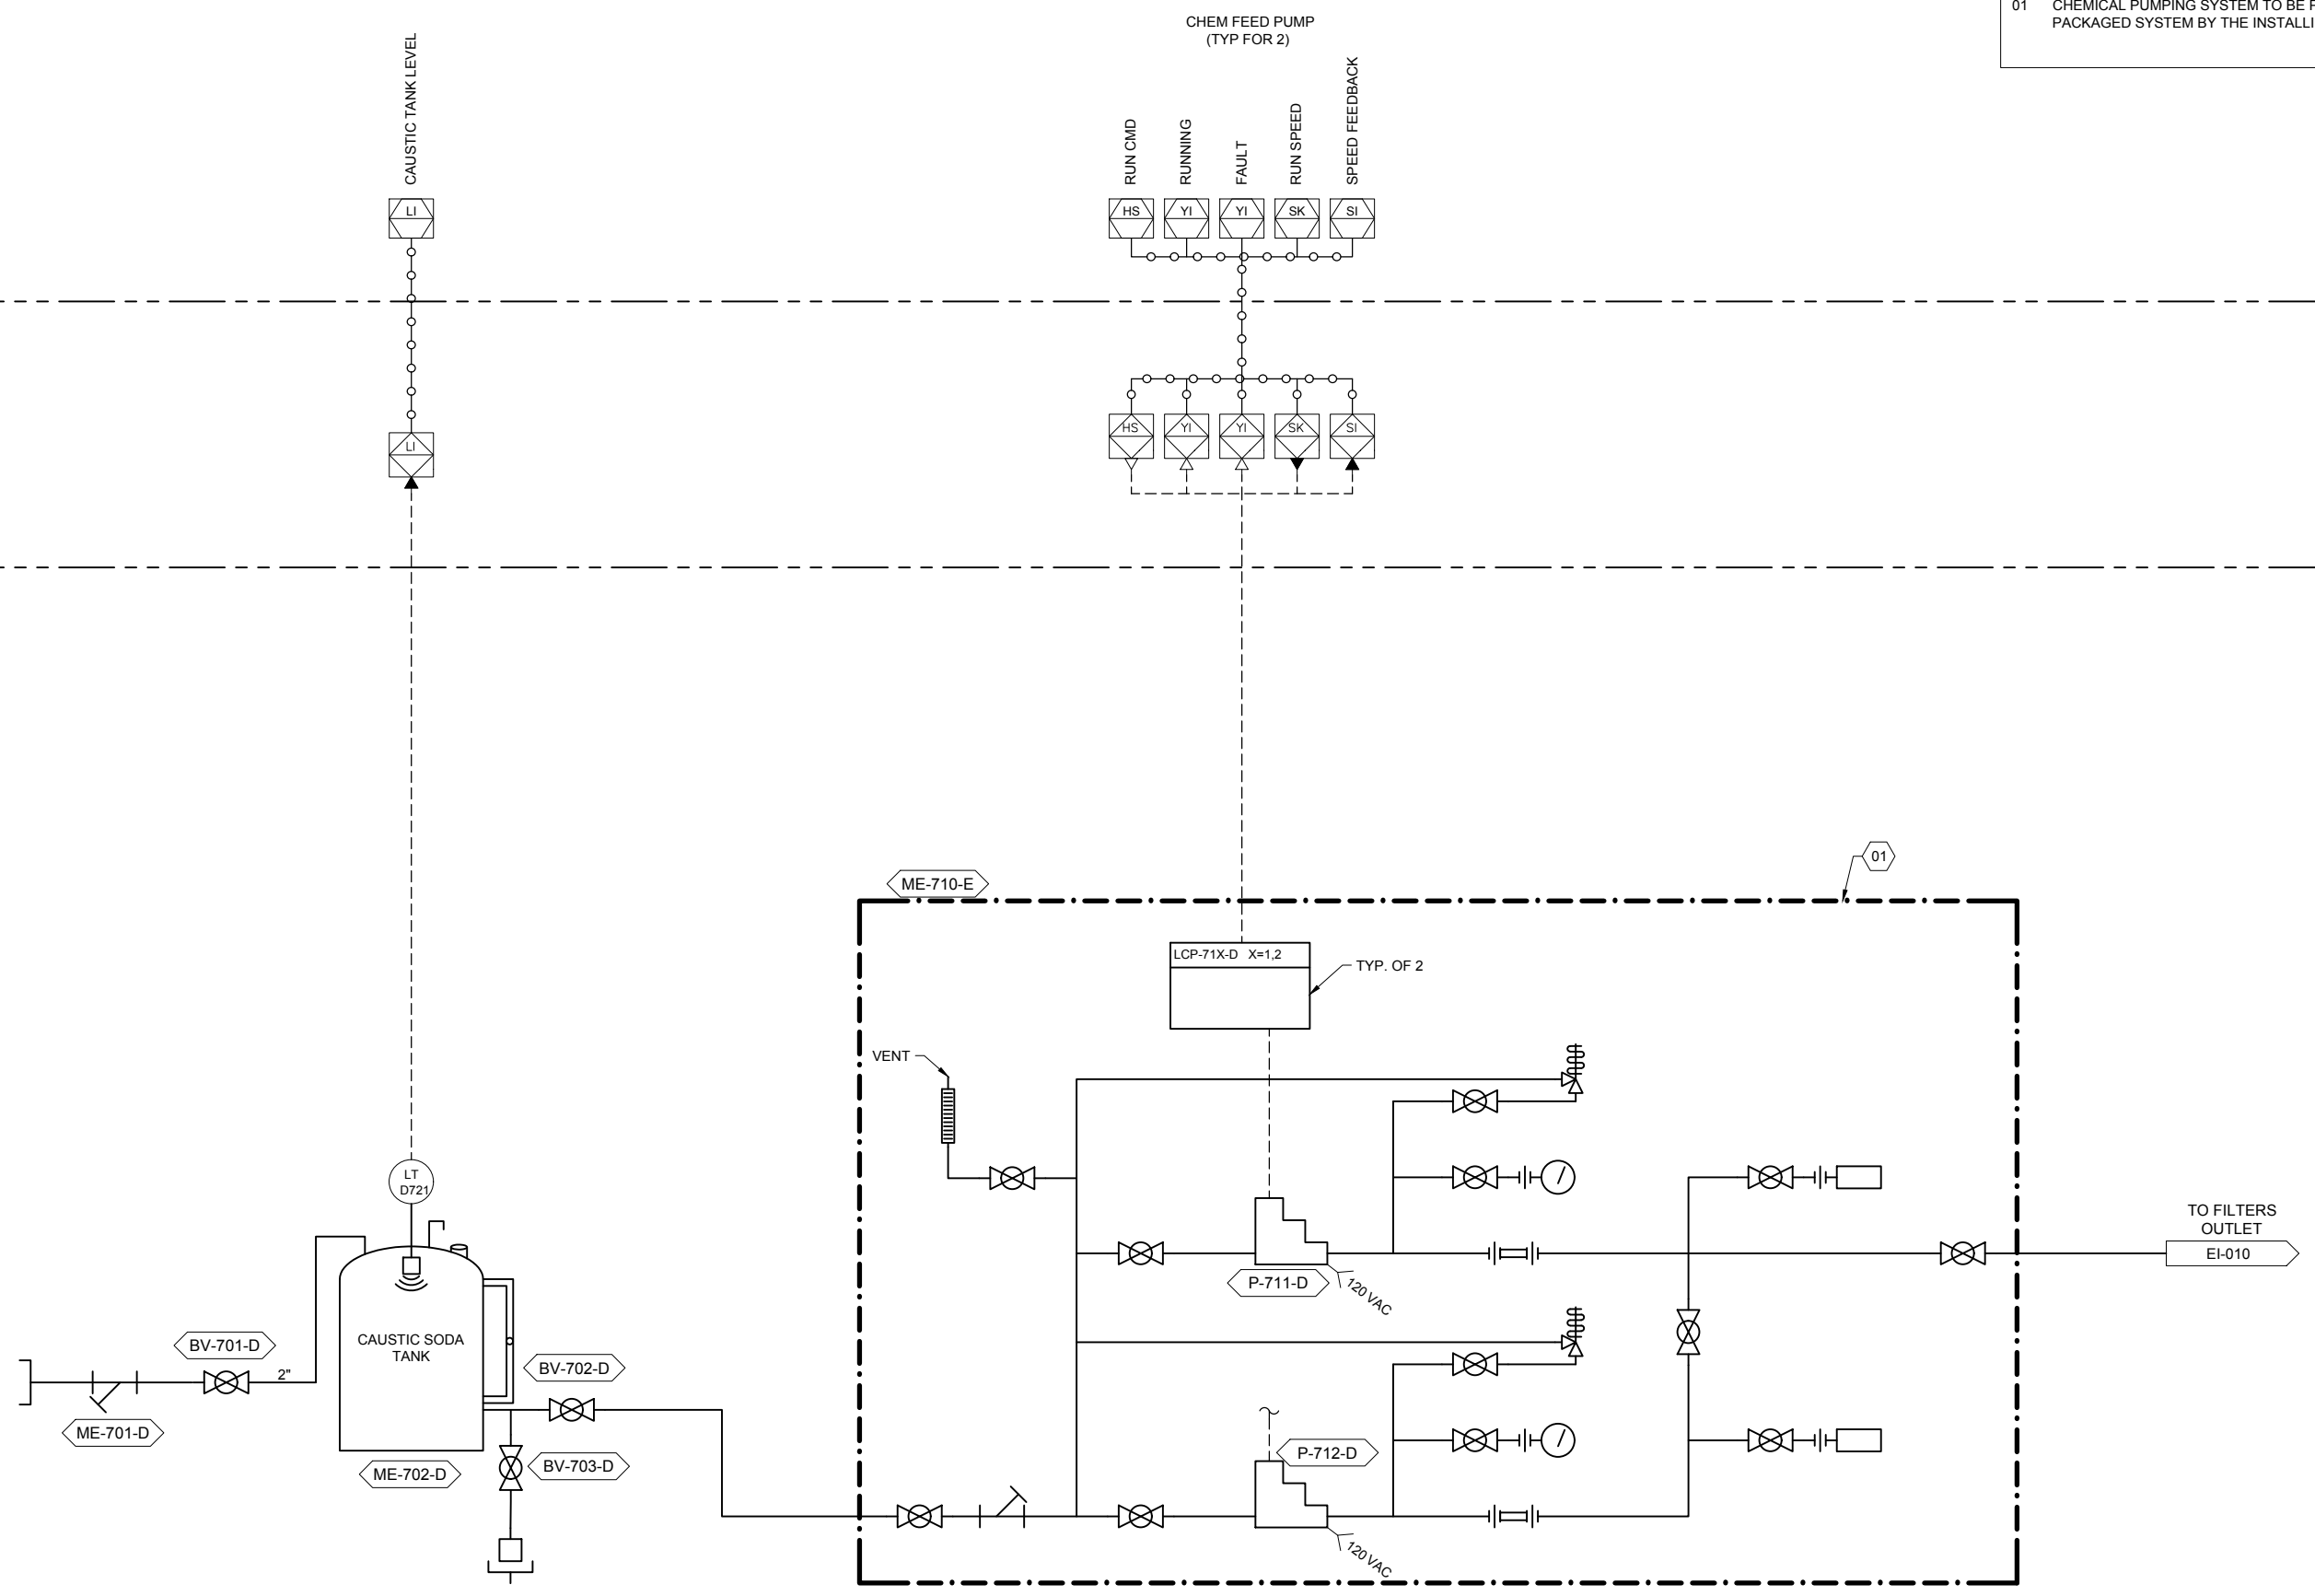 01 CHEMICAL PUMPING SYSTEM TO BE
PACKAGED SYSTEM BY THE
CHEM FEED PUMP
(TYP FOR 2)
CAUSTIC TANK LEVEL
RUN CMD
RUNNING
FAULT
RUN SPEED
SPEED FEEDBACK
LI
HS
YI
YI
SK
SI
HS
YI
YI
SK
SI
LI
01
ME-710-E
LCP-71X-D X=1,2
TYP. OF 2
VENT
LT
D721
TO FILTERS
OUTLET
EI-010
P-711-D
120 VAC
CAUSTIC SODA
TANK
BV-701-D
2"
BV-702-D
ME-701-D
ME-702-D
BV-703-D
P-712-D
120 VAC